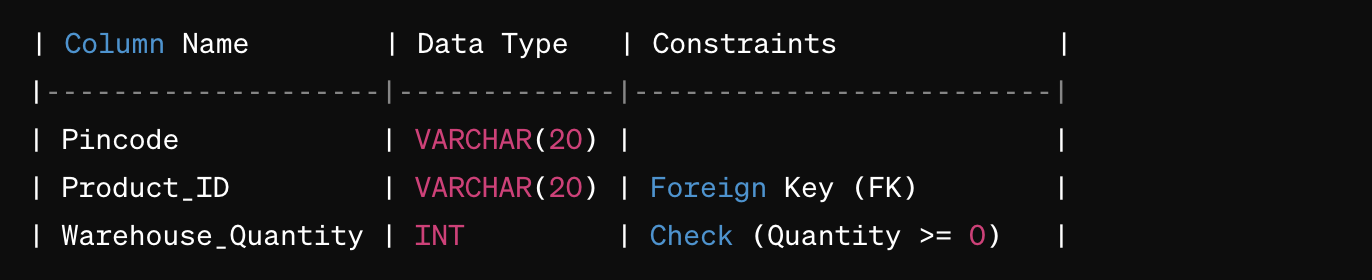 | Column Name        | Data Type   | Constraints             |
|--------------------|-------------|-------------------------|
| Pincode            | VARCHAR(20) |                         |
| Product_ID         | VARCHAR(20) | Foreign Key (FK)        |
| Warehouse_Quantity | INT         | Check (Quantity >= 0)   |